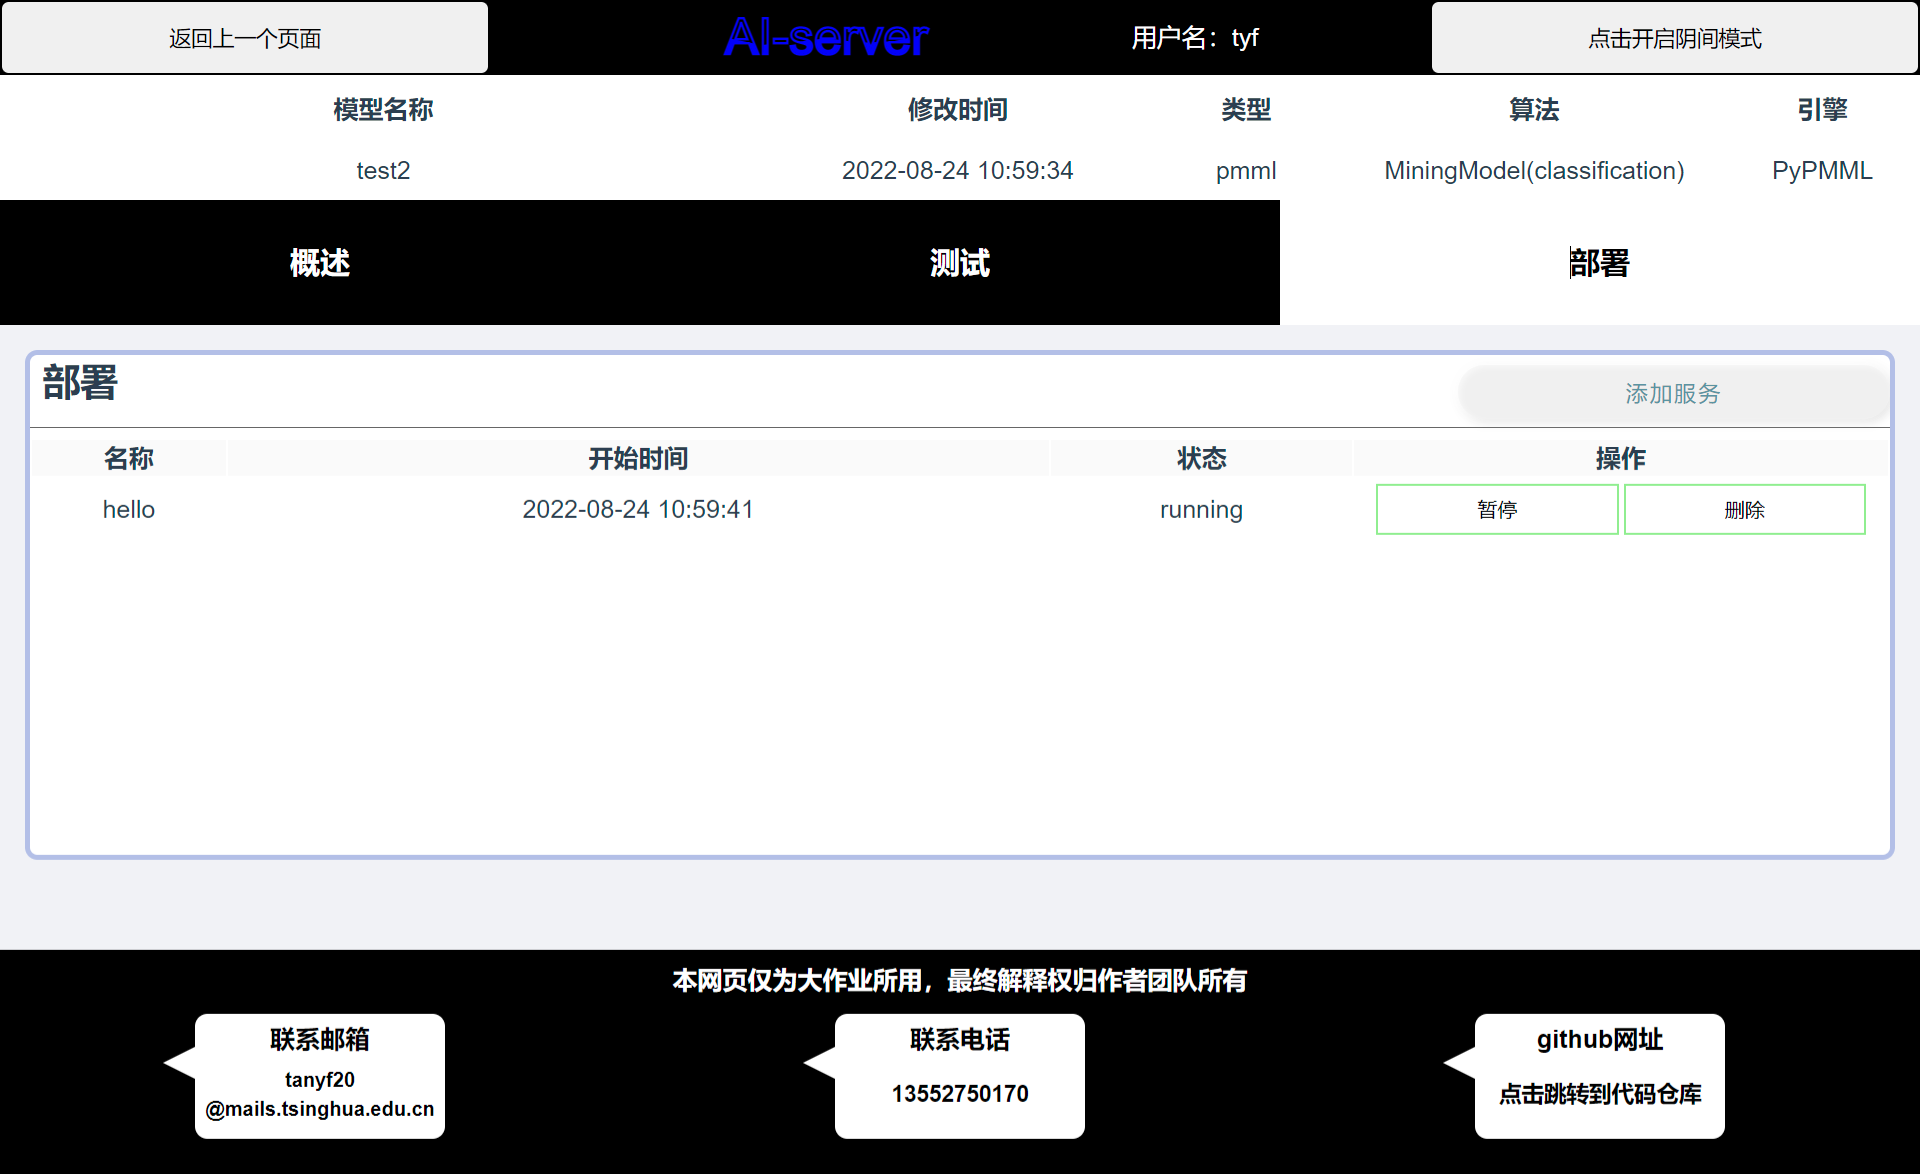 返回上一个页面
AI-server
用户名：tyf
点击开启阴间模式
模型名称 修改时间 类型 算法 引擎
test2 2022-08-24 10:59:34 pmml MiningModel(classification) PyPMML
概述 测试 部署
部署
添加服务
名称 开始时间 状态 操作
hello 2022-08-24 10:59:41 running 暂停 删除
本网页仅为大作业所用，最终解释权归作者团队所有
联系邮箱
tanyf20
@mails.tsinghua.edu.cn
联系电话
13552750170
github网址
点击跳转到代码仓库